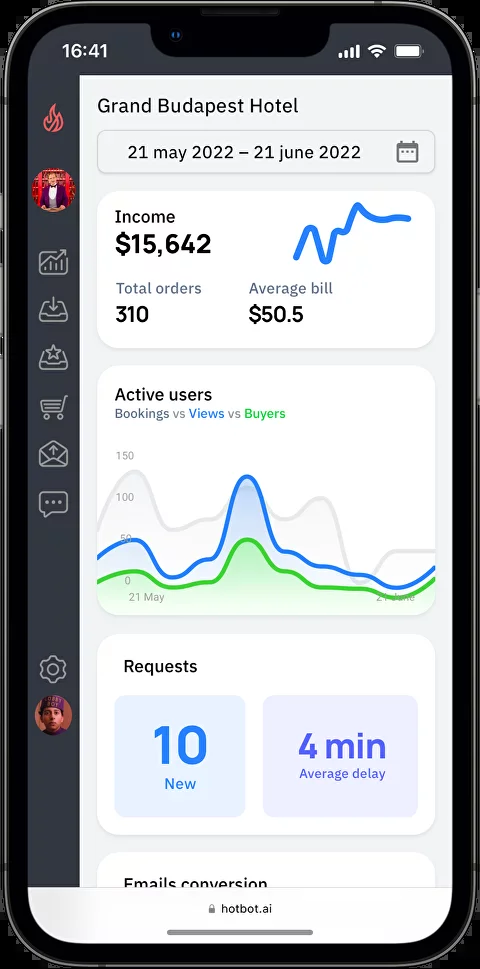 16:41
Grand Budapest Hotel
21 may 2022 – 21 june 2022
Income
$15,642
Total orders
Average bill
310
$50.5
Active users
Bookings vs Views vs Buyers
150
100
50
0
21 May
21 June
Requests
10
New
4 min
Average delay
Emails conversion
hotbot.ai